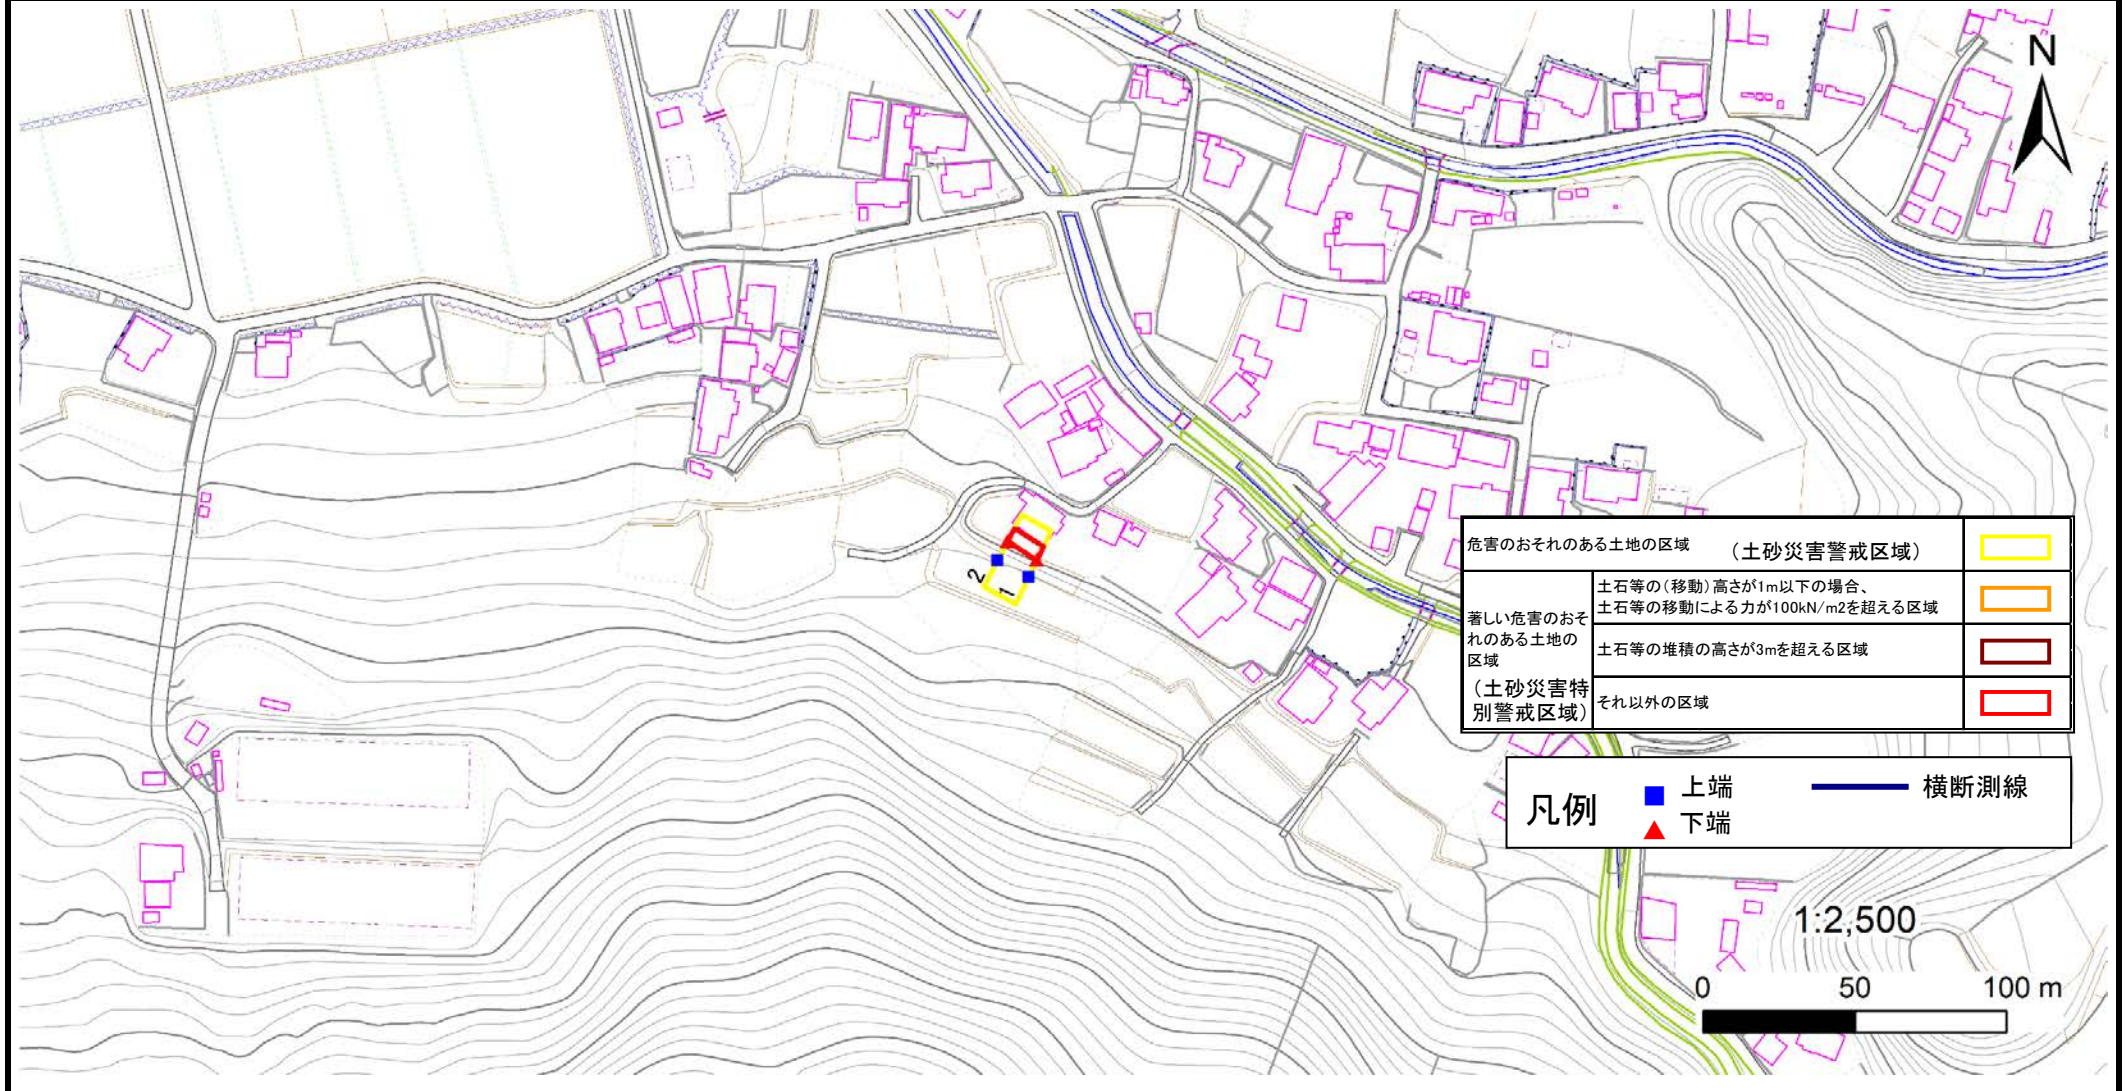 N
2
1
危害のおそれのある土地の区域 (土砂災害警戒区域)
著しい危害のおそ
れのある土地の
区域
(土砂災害特
別警戒区域)
土石等の(移動)高さが1m以下の場合、
土石等の移動による力が100kN/m2を超える区域
土石等の堆積の高さが3mを超える区域
それ以外の区域
凡例
上端
下端
横断測線
1:2,500
0 50 100 m